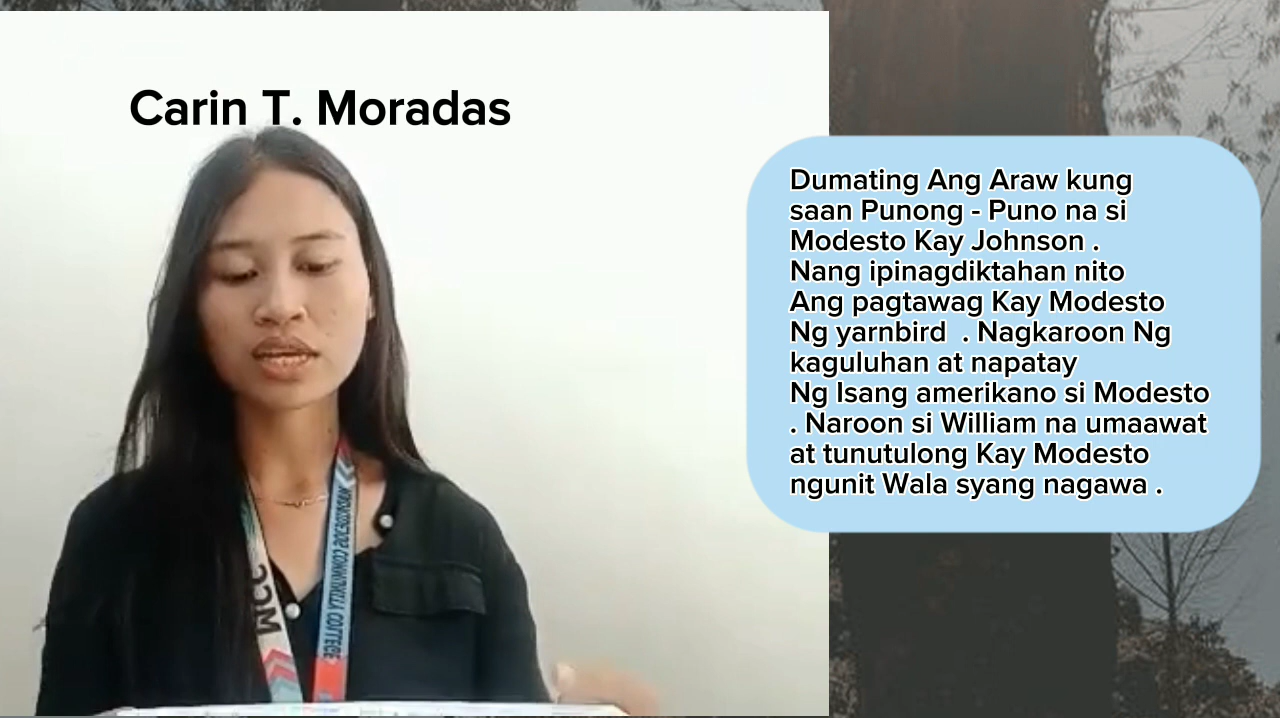 Carin T. Moradas
Dumating Ang Araw kung
saan Punong - Puno na si
Modesto Kay Johnson .
Nang ipinagdiktahan nito
Ang pagtawag Kay Modesto
Ng yarnbird . Nagkaroon Ng
kaguluhan at napatay
Ng Isang amerikano si Modesto
. Naroon si William na umaawat
at tunutulong Kay Modesto
ngunit Wala syang nagawa .